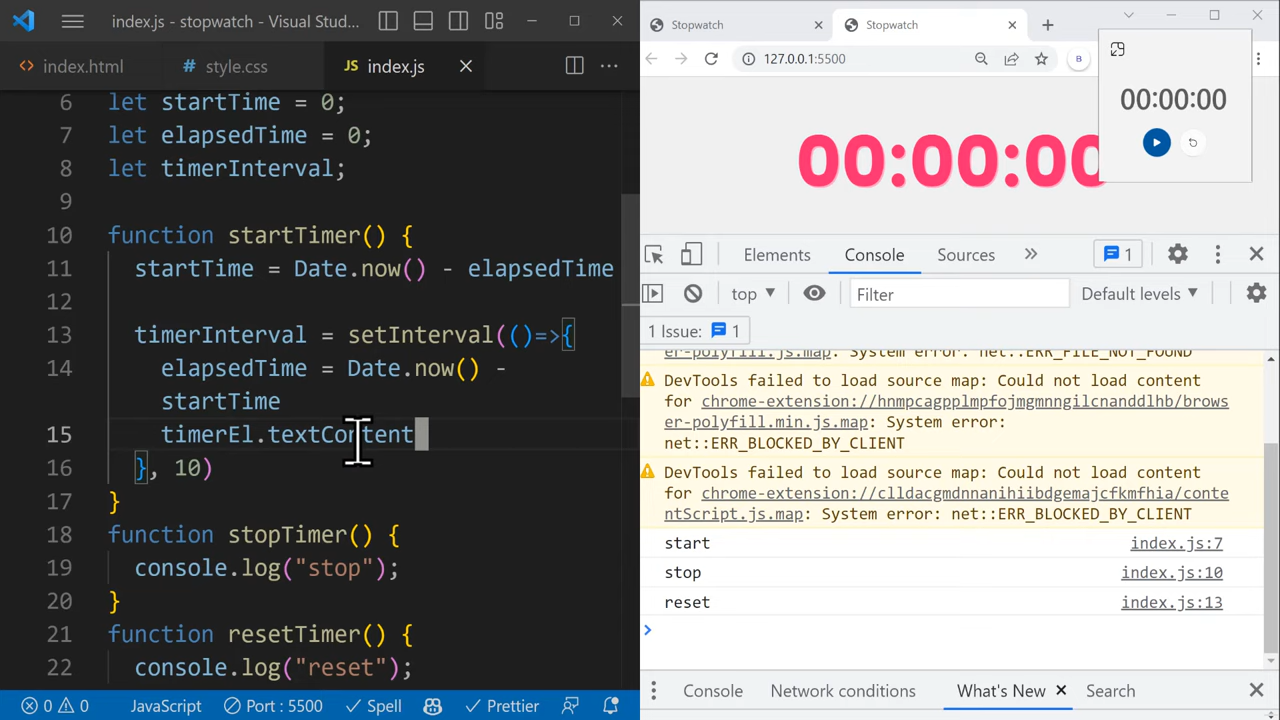 index.js - stopwatch - Visual Stud...
index.html
style.css
JS index.js
6 let startTime = 0;
7 let elapsedTime = 0;
8 let timerInterval;
9
10 function startTimer() {
11 startTime = Date.now() - elapsedTime
12
13 timerInterval = setInterval(()=>{
14 elapsedTime = Date.now() -
startTime
15 timerEl.textContent
16 }, 10)
17 }
18 function stopTimer() {
19 console.log("stop");
20 }
21 function resetTimer() {
22 console.log("reset");
0 0
JavaScript
Port : 5500
Spell
Prettier
Stopwatch
Stopwatch
127.0.0.1:5500
B
00:00:00
00:00:00
Elements
Console
Sources
1
top
Filter
Default levels
1 Issue: 1
er-polyfill.js.map: System error: net::ERR_FILE_NOT_FOUND
DevTools failed to load source map: Could not load content
for chrome-extension://hnmpcagpplmpfojmgmnngilcnanddlhb/brows
er-polyfill.min.js.map: System error:
net::ERR_BLOCKED_BY_CLIENT
DevTools failed to load source map: Could not load content
for chrome-extension://clldacgmdnnanihiibdgemajcfkmfhia/conte
ntScript.js.map: System error: net::ERR_BLOCKED_BY_CLIENT
start index.js:7
stop index.js:10
reset index.js:13
Console
Network conditions
What's New
Search